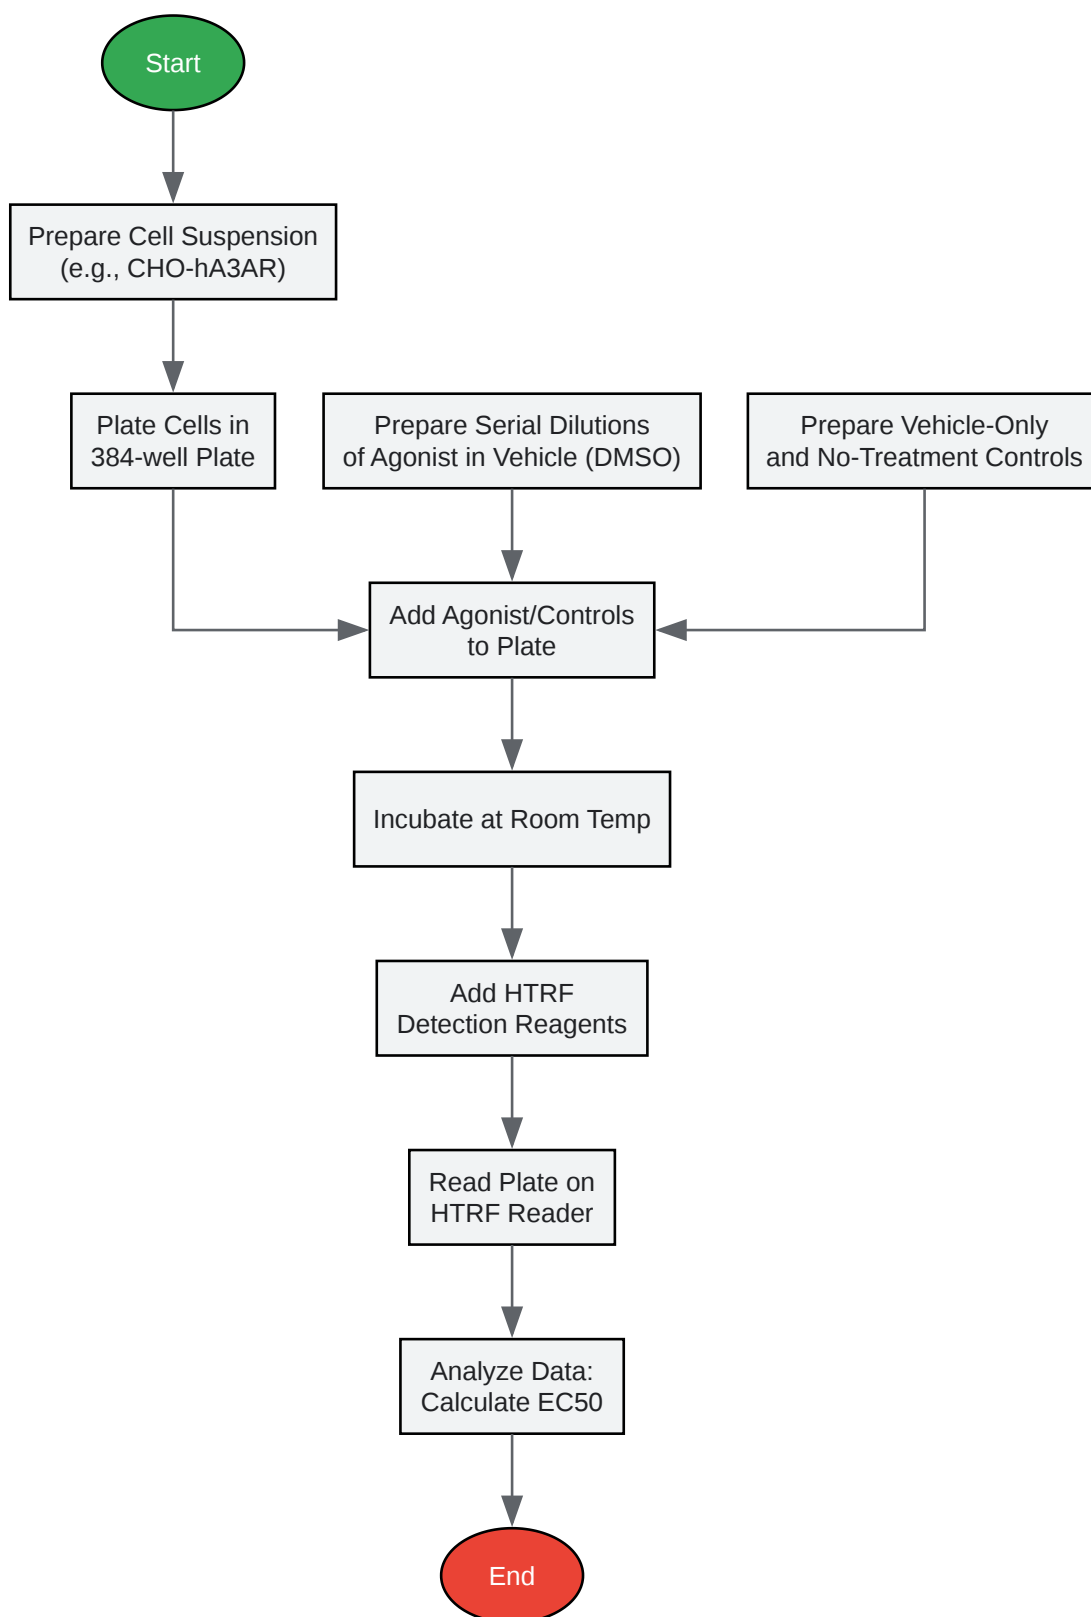 Start
Prepare Cell Suspension
(e.g., CHO-hA3AR)
Plate Cells in
384-well Plate
Prepare Serial Dilutions
of Agonist in Vehicle (DMSO)
Prepare Vehicle-Only
and No-Treatment Controls
Add Agonist/Controls
to Plate
Incubate at Room Temp
Add HTRF
Detection Reagents
Read Plate on
HTRF Reader
Analyze Data:
Calculate EC50
End